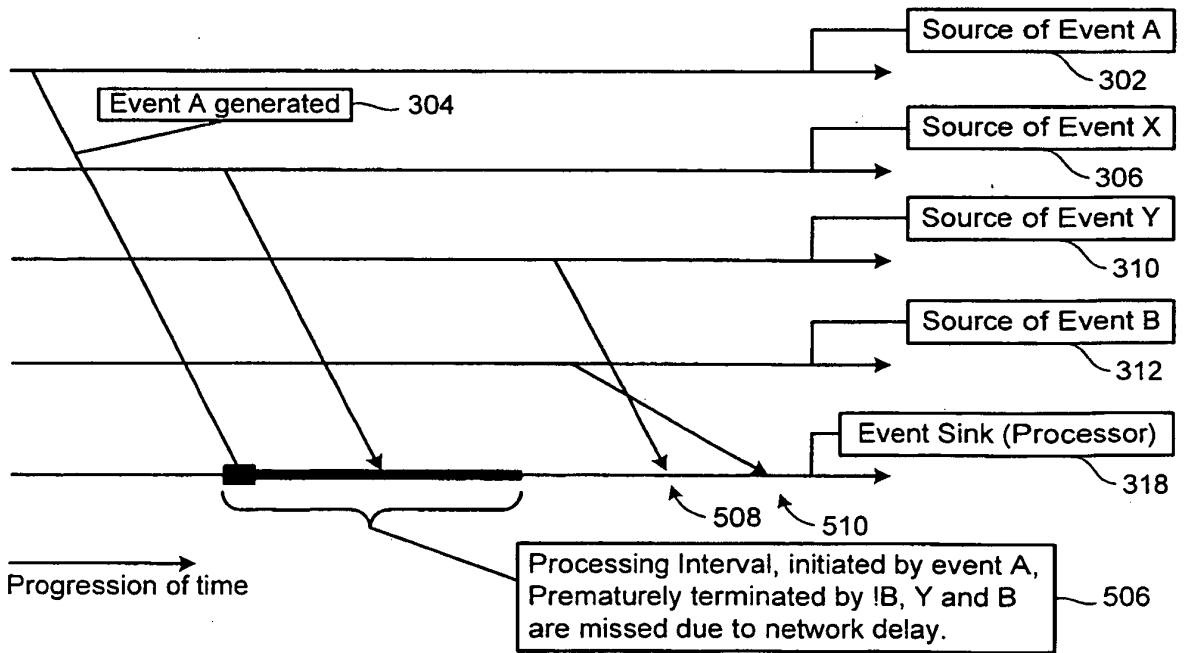 Source of Event A
302
Event A generated
304
Source of Event X
306
Source of Event Y
310
Source of Event B
312
Event Sink (Processor)
318
508
510
Progression of time
Processing Interval, initiated by event A,
Prematurely terminated by !B, Y and B
are missed due to network delay.
506